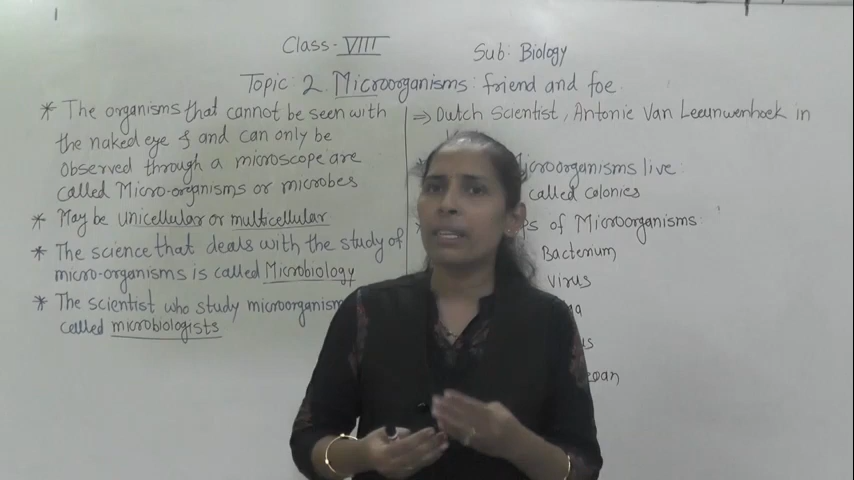 Class- VIII
Sub: Biology
Topic: 2. Microorganisms: friend and foe.
* The organisms that cannot be seen with
the naked eye & and can only be
observed through a microscope are
called Micro-organisms or microbes
* May be unicellular or multicellular
* The science that deals with the study of
micro-organisms is called Microbiology
* The scientist who study microorganism
called microbiologists
⇒ Dutch Scientist, Antonie Van Leeunwenhoek in
Microorganisms live:
called colonies
of Microorganisms:
Bacterium
Virus